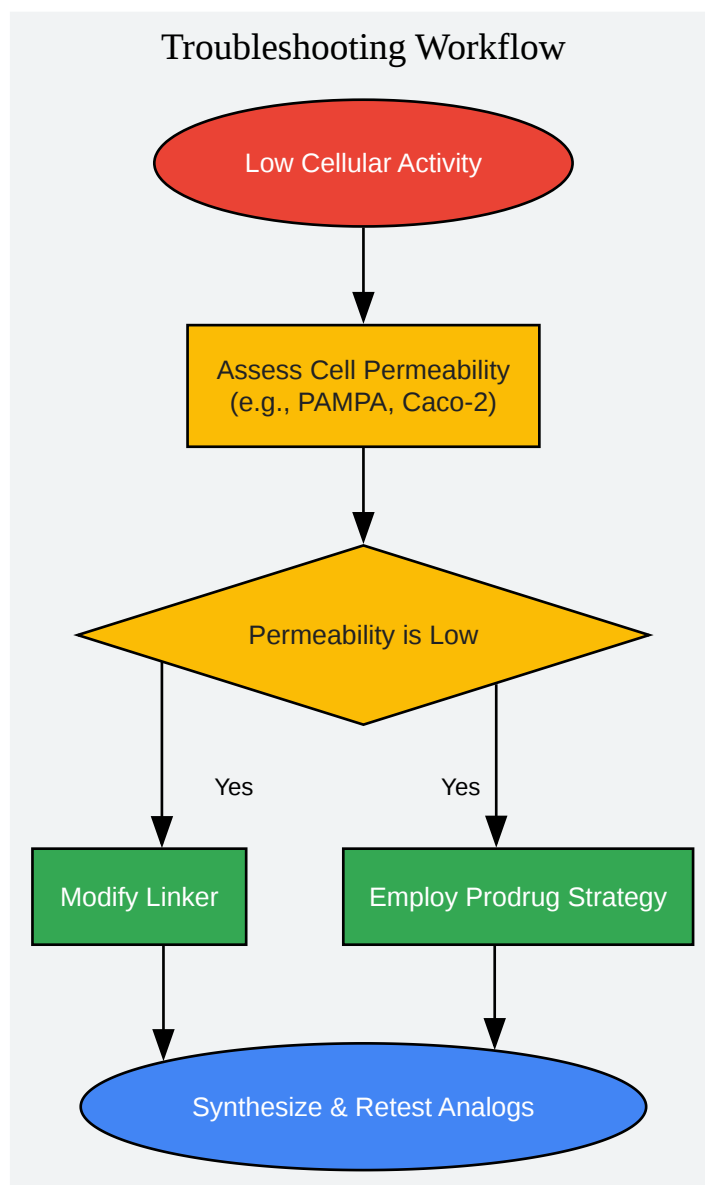 Troubleshooting Workflow
Low Cellular Activity
Assess Cell Permeability
(e.g., PAMPA, Caco-2)
Permeability is Low
Yes
Yes
Modify Linker
Employ Prodrug Strategy
Synthesize & Retest Analogs